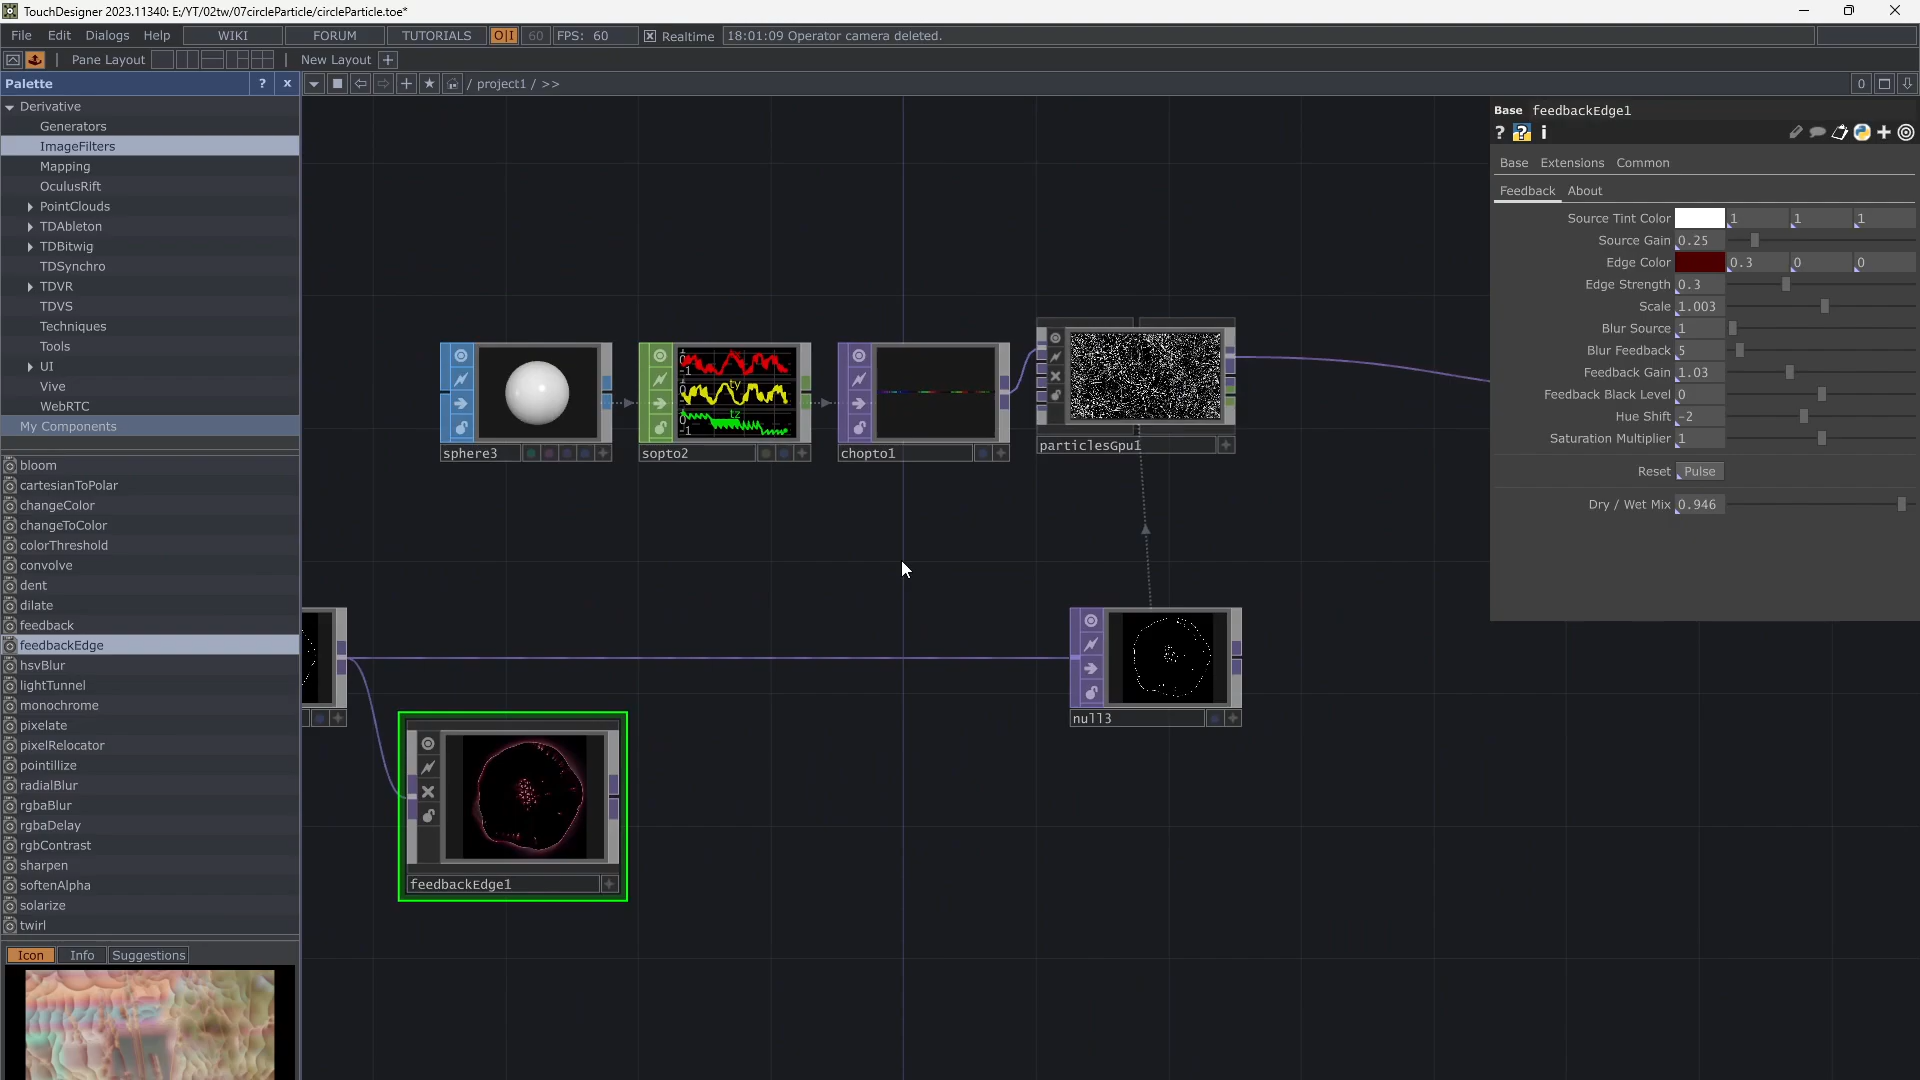 TouchDesigner 2023.11340: E:/YT/02tw/07circleParticle/circleParticle.toe*
File Edit Dialogs Help WIKI FORUM TUTORIALS O|I 60 FPS: 60 Realtime 18:01:09 Operator camera deleted.
Pane Layout New Layout +
Palette ? x / project1 / >> 0
Derivative
Generators
ImageFilters
Mapping
OculusRift
PointClouds
TDAbleton
TDBitwig
TDSynchro
TDVR
TDVS
Techniques
Tools
UI
Vive
WebRTC
My Components
bloom
cartesianToPolar
changeColor
changeToColor
colorThreshold
convolve
dent
dilate
feedback
feedbackEdge
hsvBlur
lightTunnel
monochrome
pixelate
pixelRelocator
pointillize
radialBlur
rgbaBlur
rgbaDelay
rgbContrast
sharpen
softenAlpha
solarize
twirl
Icon Info Suggestions
sphere3
ty
tz
sopto2
chopto1
particlesGpu1
null3
feedbackEdge1
Base feedbackEdge1
? ? i
Base Extensions Common
Feedback About
Source Tint Color 1 1 1
Source Gain 0.25
Edge Color 0.3 0 0
Edge Strength 0.3
Scale 1.003
Blur Source 1
Blur Feedback 5
Feedback Gain 1.03
Feedback Black Level 0
Hue Shift -2
Saturation Multiplier 1
Reset Pulse
Dry / Wet Mix 0.946